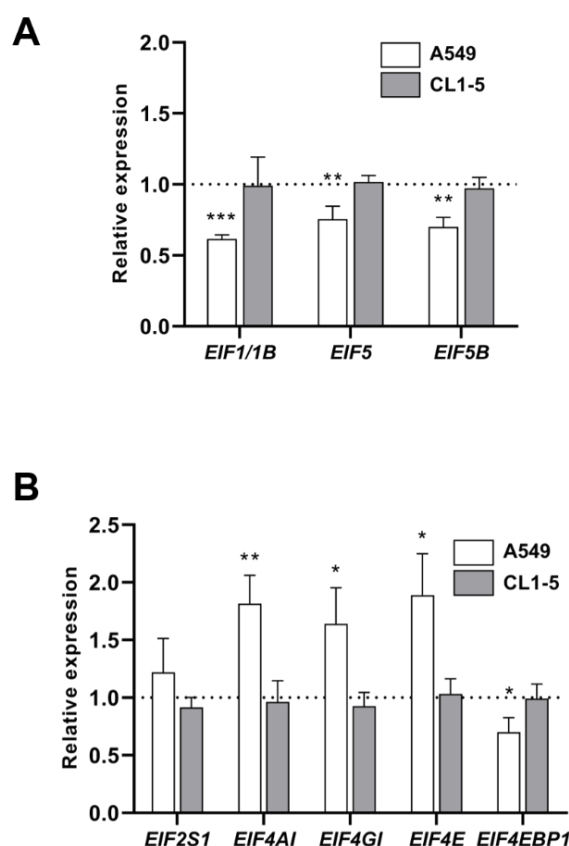 A
Relative expression
2.0
1.5
1.0
0.5
0.0
A549
CL1-5
***
**
**
EIF1/1B EIF5 EIF5B
B
Relative expression
2.5
2.0
1.5
1.0
0.5
0.0
A549
CL1-5
**
*
*
*
EIF2S1 EIF4AI EIF4GI EIF4E EIF4EBP1